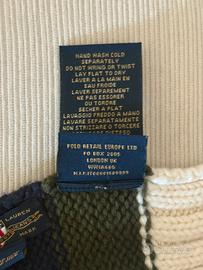 HAND WASH COLD
SEPARATELY
DO NOT WRING OR TWIST
LAY FLAT TO DRY
LAVER A LA MAIN EN
EAU FROIDE
LAVER SEPAREMENT
NE PAS ESSORER
OU TORDRE
SECHER A PLAT
LAVAGGIO FREDDO A MANO
LAVARE SEPARATAMENTE
NON STRIZZARE O TORCERE
POLO RETAIL EUROPE LTD
PO BOX 2005
LONDON UK
LAUREN
MARK